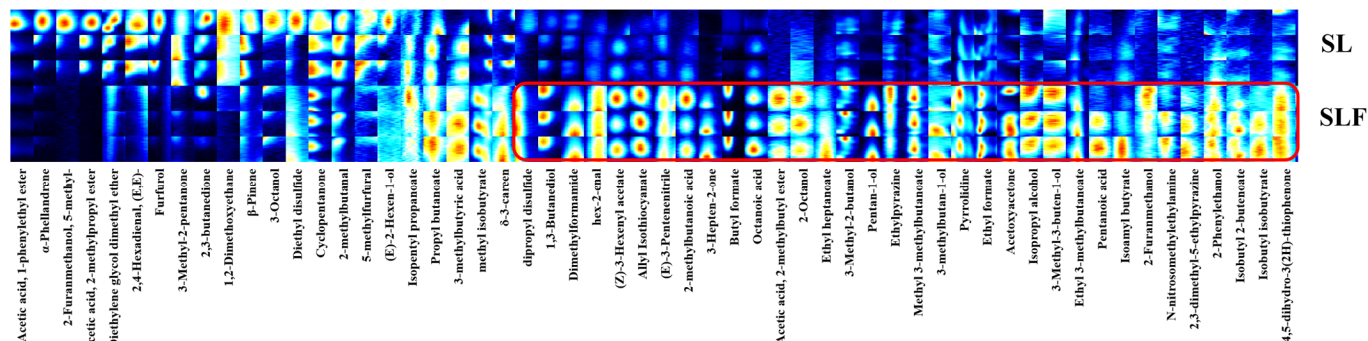 SL
SLF
Acetic acid, 1-phenylethyl ester
α-Phellandrene
2-Furanmethanol, 5-methyl-
Acetic acid, 2-methylpropyl ester
Diethylene glycol dimethyl ether
2,4-Hexadienal, (E,E)-
Furfurol
3-Methyl-2-pentanone
2,3-butanedione
1,2-Dimethoxyethane
β-Pinene
3-Octanol
Diethyl disulfide
Cyclopentanone
2-methylbutanal
5-methylfurfural
(E)-2-Hexen-1-ol
Isopentyl propanoate
Propyl butanoate
3-methylbutyric acid
methyl isobutyrate
δ-3-careen
dipropyl disulfide
1,3-Butanediol
Dimethylformamide
hex-2-enal
(Z)-3-Hexenyl acetate
Allyl Isothiocyanate
(E)-3-Pentenenitrile
2-methylbutanoic acid
3-Hepten-2-one
Butyl formate
Octanoic acid
Acetic acid, 2-methylbutyl ester
2-Octanol
Ethyl heptanoate
3-Methyl-2-butanol
Pentan-1-ol
Ethylpyrazine
Methyl 3-methylbutanoate
3-methylbutan-1-ol
Pyrrolidine
Ethyl formate
Acetoxyacetone
Isopropyl alcohol
3-Methyl-3-buten-1-ol
Ethyl 3-methylbutanoate
Pentanoic acid
Isoamyl butyrate
2-Furanmethanol
N-nitrosomethylethylamine
2,3-dimethyl-5-ethylpyrazine
2-Phenylethanol
Isobutyl 2-butenoate
Isobutyl isobutyrate
4,5-dihydro-3(2H)-thiophenone